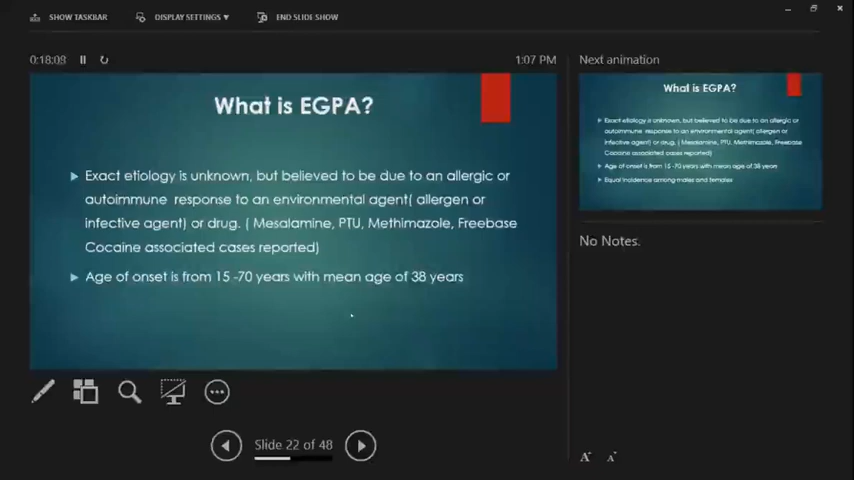 SHOW TASKBAR
DISPLAY SETTINGS ▼
END SLIDE SHOW
0:18:08
1:07 PM
What is EGPA?
Exact etiology is unknown, but believed to be due to an allergic or
autoimmune response to an environmental agent( allergen or
infective agent) or drug. ( Mesalamine, PTU, Methimazole, Freebase
Cocaine associated cases reported)
Age of onset is from 15 -70 years with mean age of 38 years
Slide 22 of 48
Next animation
What is EGPA?
Exact etiology is unknown, but believed to be due to an allergic or
autoimmune response to an environmental agent( allergen or
infective agent) or drug. ( Mesalamine, PTU, Methimazole, Freebase
Cocaine associated cases reported)
Age of onset is from 15 -70 years with mean age of 38 years
Equal incidence among males and females
No Notes.
A A